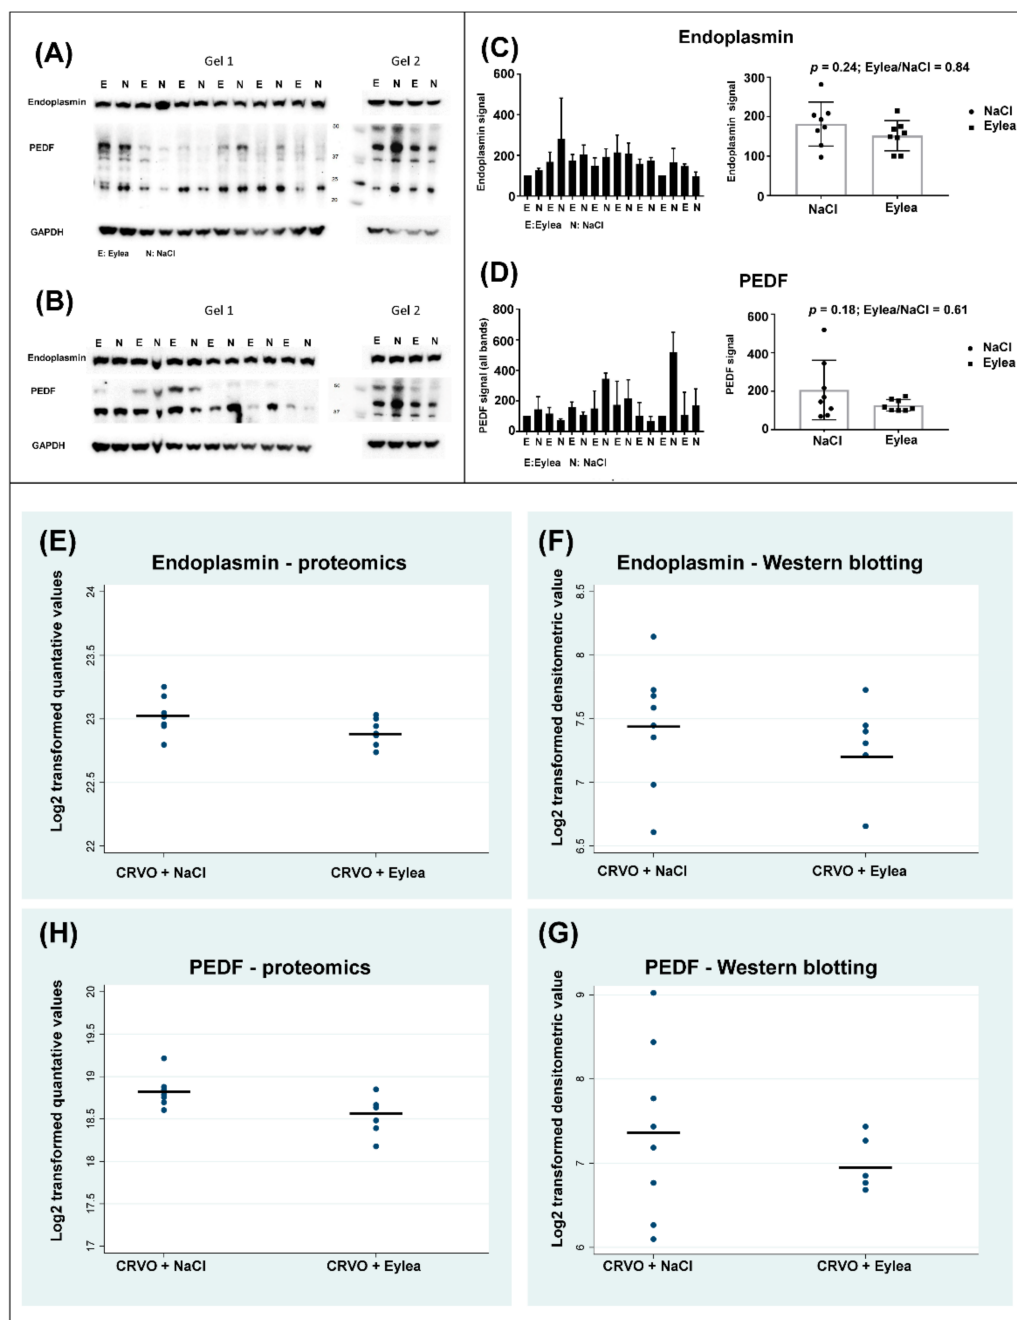 (A)
Gel 1
Gel 2
E N E N E N E N E N E N
E N E N
Endoplasmin
PEDF
37
25
20
GAPDH
E: Eylea N: NaCl
(B)
Gel 1
Gel 2
E N E N E N E N E N E N
E N E N
Endoplasmin
PEDF
50
37
GAPDH
(C)
Endoplasmin
Endoplasmin signal
600
400
200
0
E N E N E N E N E N E N E N E N
E:Eylea N: NaCl
p = 0.24; Eylea/NaCl = 0.84
Endoplasmin signal
300
200
100
0
NaCl
Eylea
NaCl Eylea
(D)
PEDF
PEDF signal (all bands)
800
600
400
200
0
E N E N E N E N E N E N E N E N
E:Eylea N: NaCl
p = 0.18; Eylea/NaCl = 0.61
PEDF signal
600
400
200
0
NaCl
Eylea
NaCl Eylea
(E)
Endoplasmin - proteomics
Log2 transformed quantative values
24
23.5
23
22.5
22
CRVO + NaCl CRVO + Eylea
(F)
Endoplasmin - Western blotting
Log2 transformed densitometric value
8.5
8
7.5
7
6.5
CRVO + NaCl CRVO + Eylea
(H)
PEDF - proteomics
Log2 transformed quantative values
20
19.5
19
18.5
18
17.5
17
CRVO + NaCl CRVO + Eylea
(G)
PEDF - Western blotting
Log2 transformed densitometric value
9
8
7
6
CRVO + NaCl CRVO + Eylea